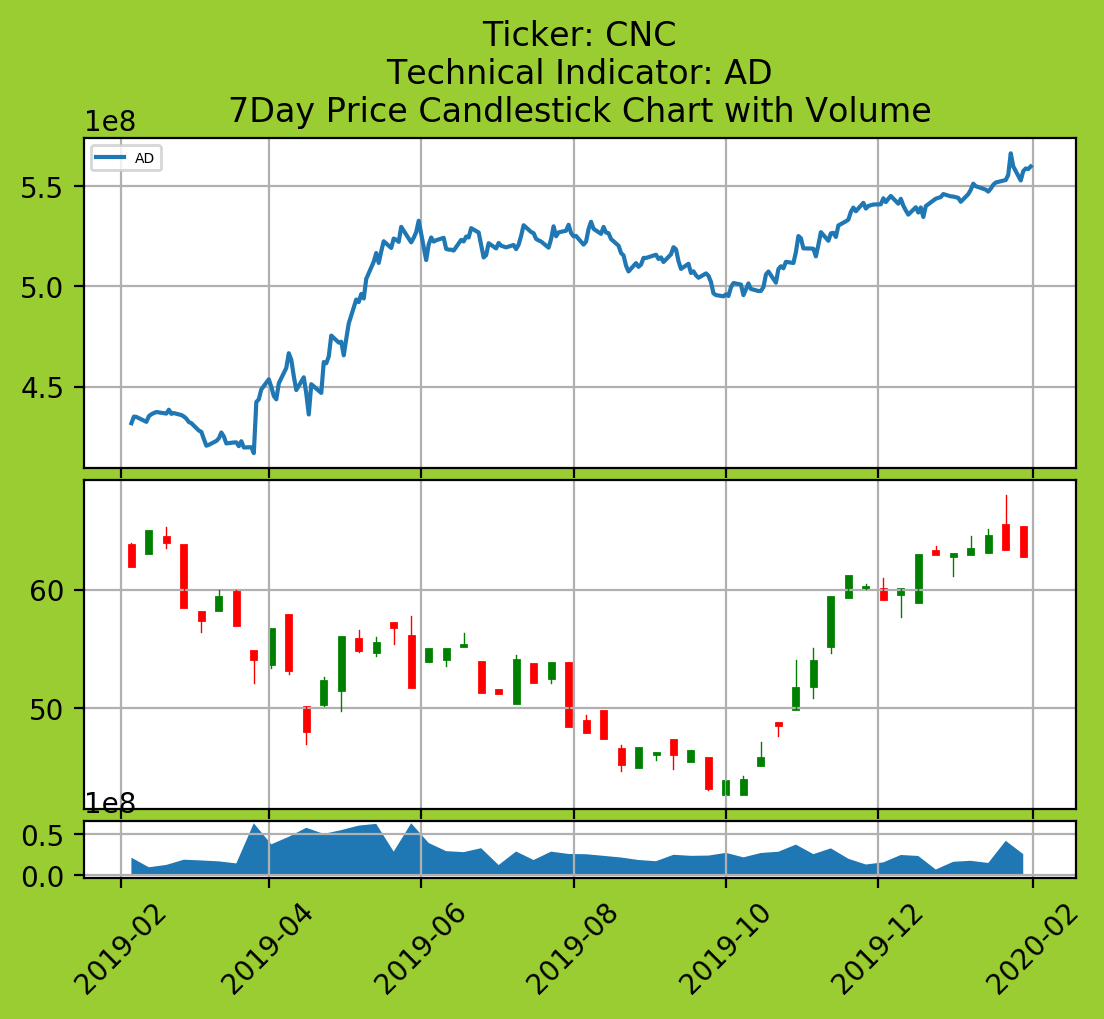 Ticker: CNC
Technical Indicator: AD
7Day Price Candlestick Chart with Volume
1e8
AD
5.5
5.0
4.5
60
50
1e8
0.5
0.0
2019-02
2019-04
2019-06
2019-08
2019-10
2019-12
2020-02